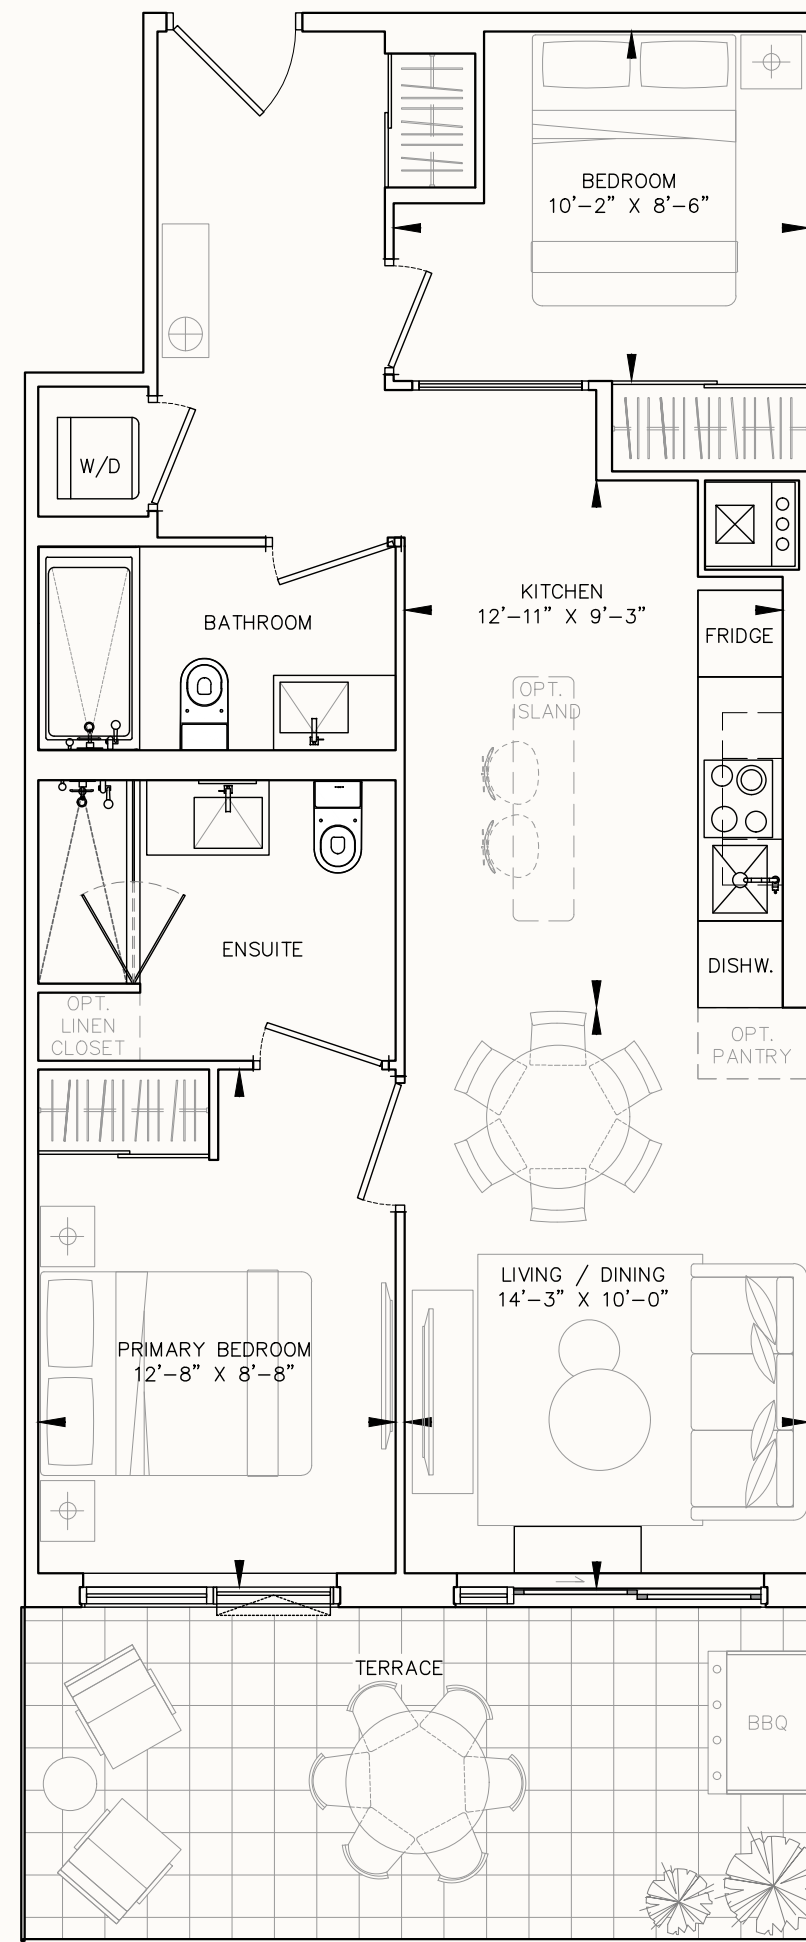 BEDROOM
10'-2" X 8'-6"
W/D
BATHROOM
KITCHEN
12'-11" X 9'-3"
FRIDGE
OPT.
ISLAND
ENSUITE
DISHW.
OPT.
LINEN
CLOSET
OPT.
PANTRY
LIVING / DINING
14'-3" X 10'-0"
PRIMARY BEDROOM
12'-8" X 8'-8"
TERRACE
BBQ